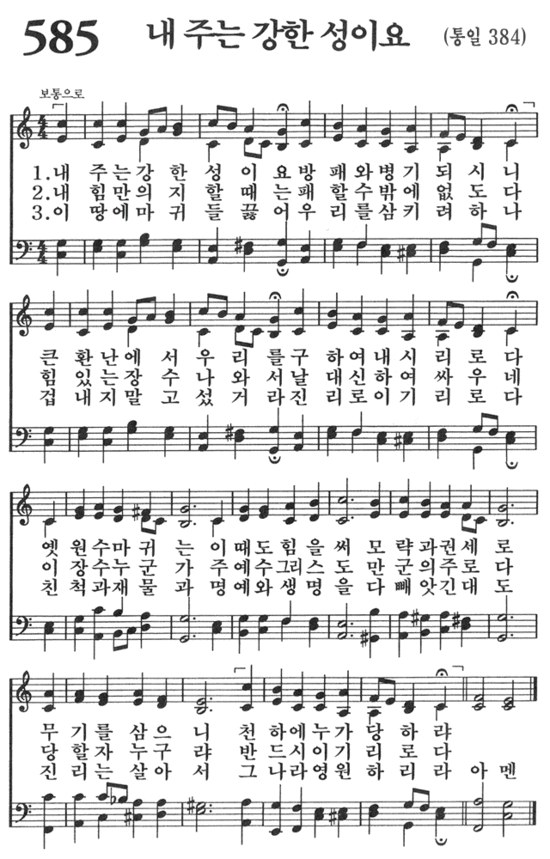 585 내 주는 강한 성이요 (통일 384)
보통으로
1.내 주는강 한성이요방패와병기되시니
2.내 힘만의지할때는패할수밖에없도다
3.이 땅에마귀들끓어우리를삼키려하나
큰 환난에서우리를구하여내시리로다
힘 있는장수나와서날대신하여싸우네
겁 내지말고섰거라진리로이기리로다
옛 원수마귀는이때도힘을써모략과권세로
이 장수누군가주예수그리스도만군의주로다
친 척과재물과명예와생명을다빼앗긴대도
무 기를삼으니천하에누가당하랴
당 할자누구랴반드시이기리로다
진 리는살아서그나라영원하리라아멘